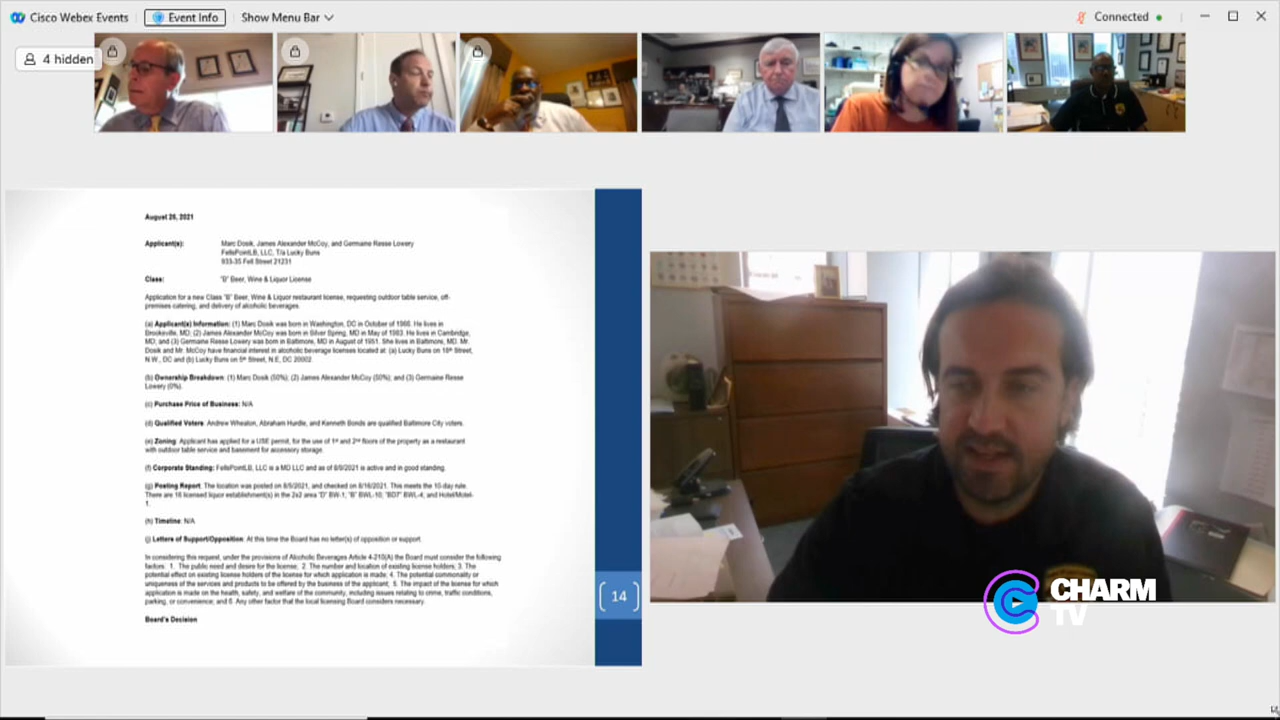 Cisco Webex Events
Event Info
Show Menu Bar
Connected
4 hidden
August 26, 2021
Applicant(s): Marc Dosik, James Alexander McCoy, and Germaine Resse Lowery
FellsPointLB, LLC, T/a Lucky Buns
933-35 Fell Street 21231
Class: "B" Beer, Wine & Liquor License
Application for a new Class "B" Beer, Wine & Liquor restaurant license, requesting outdoor table service, off-
premises catering, and delivery of alcoholic beverages.
(a) Applicant(s) Information: (1) Marc Dosik was born in Washington, DC in October of 1986. He lives in
Brookeville, MD; (2) James Alexander McCoy was born in Silver Spring, MD in May of 1983. He lives in Cambridge,
MD; and (3) Germaine Resse Lowery was born in Baltimore, MD in August of 1951. She lives in Baltimore, MD. Mr.
Dosik and Mr. McCoy have financial interest in alcoholic beverage licenses located at: (a) Lucky Buns on 18th Street,
N.W., DC and (b) Lucky Buns on 5th Street, N.E, DC 20002.
(b) Ownership Breakdown: (1) Marc Dosik (50%); (2) James Alexander McCoy (50%); and (3) Germaine Resse
Lowery (0%).
(c) Purchase Price of Business: N/A
(d) Qualified Voters: Andrew Wheaton, Abraham Hurdle, and Kenneth Bonds are qualified Baltimore City voters.
(e) Zoning: Applicant has applied for a USE permit, for the use of 1st and 2nd floors of the property as a restaurant
with outdoor table service and basement for accessory storage.
(f) Corporate Standing: FellsPointLB, LLC is a MD LLC and as of 8/9/2021 is active and in good standing.
(g) Posting Report: The location was posted on 8/5/2021, and checked on 8/16/2021. This meets the 10-day rule.
There are 16 licensed liquor establishment(s) in the 2x2 area "D" BW-1; "B" BWL-10; "BD7" BWL-4, and Hotel/Motel-
1.
(h) Timeline: N/A
(j) Letters of Support/Opposition: At this time the Board has no letter(s) of opposition or support.
In considering this request, under the provisions of Alcoholic Beverages Article 4-210(A) the Board must consider the following
factors: 1. The public need and desire for the license; 2. The number and location of existing license holders; 3. The
potential effect on existing license holders of the license for which application is made; 4. The potential commonality or
uniqueness of the services and products to be offered by the business of the applicant; 5. The impact of the license for which
application is made on the health, safety, and welfare of the community, including issues relating to crime, traffic conditions,
parking, or convenience; and 6. Any other factor that the local licensing Board considers necessary.
Board's Decision
14
CHARM
TV